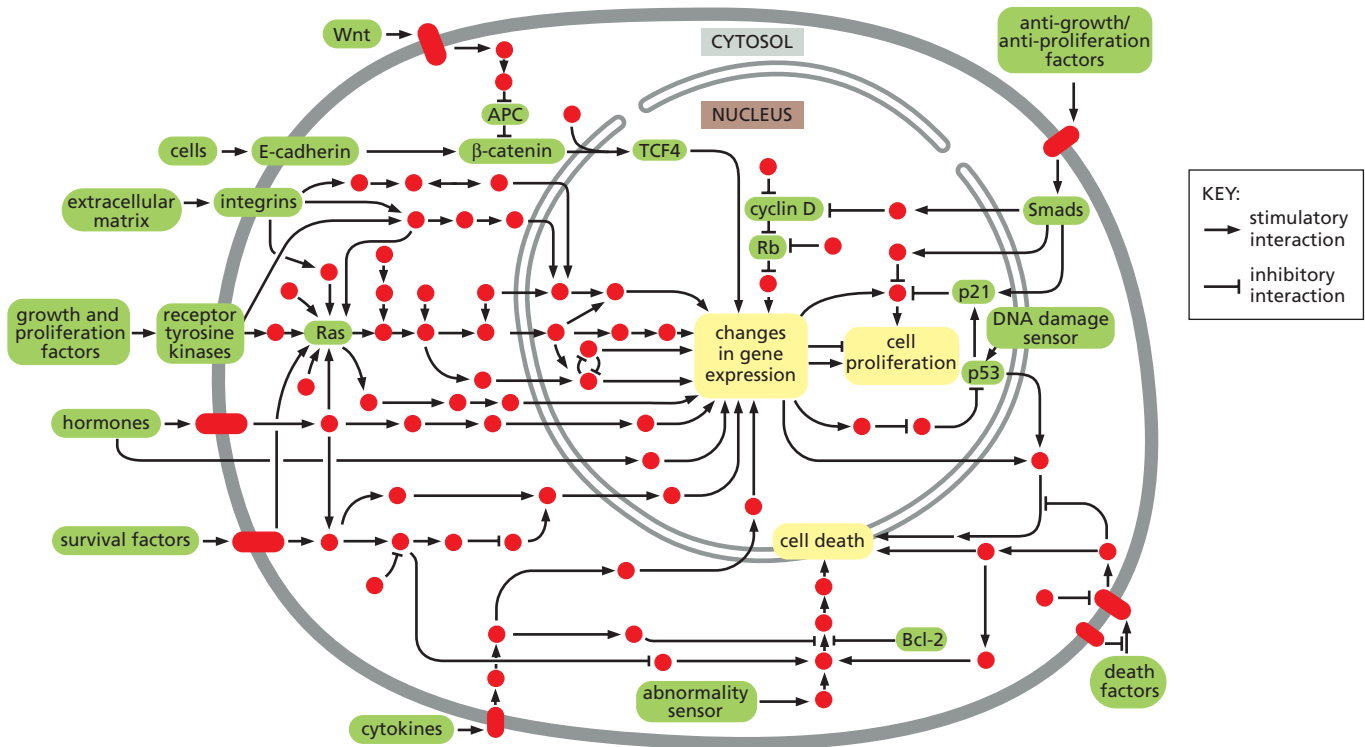 Wnt
CYTOSOL
anti-growth/
anti-proliferation
factors
NUCLEUS
APC
cells
E-cadherin
β-catenin
TCF4
extracellular
matrix
integrins
cyclin D
Smads
Rb
KEY:
stimulatory
interaction
inhibitory
interaction
growth and
proliferation
factors
receptor
tyrosine
kinases
Ras
changes
in gene
expression
cell
proliferation
p21
DNA damage
sensor
p53
hormones
survival factors
cell death
Bcl-2
abnormality
sensor
death
factors
cytokines